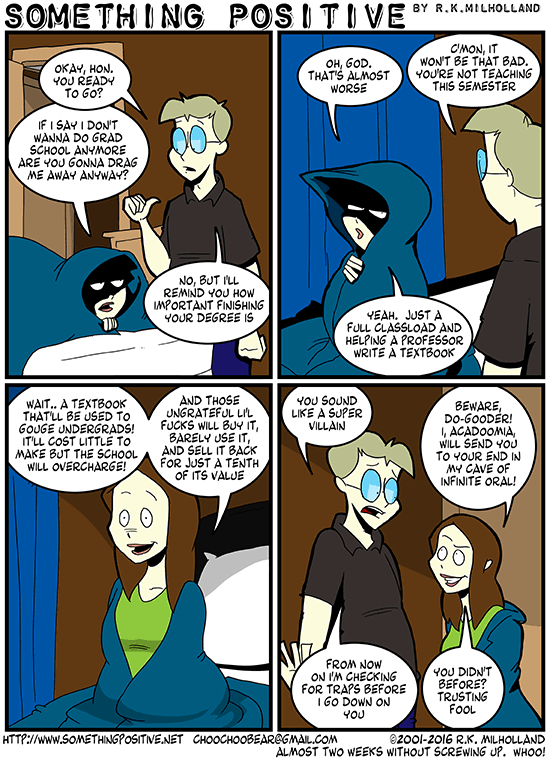 SOMETHING POSITIVE BY R.K.MILHOLLAND
OKAY, HON.
YOU READY
TO GO?
IF I SAY I DON'T
WANNA DO GRAD
SCHOOL ANYMORE
ARE YOU GONNA DRAG
ME AWAY ANYWAY?
NO, BUT I'LL
REMIND YOU HOW
IMPORTANT FINISHING
YOUR DEGREE IS
OH, GOD.
THAT'S ALMOST
WORSE
C'MON, IT
WON'T BE THAT BAD.
YOU'RE NOT TEACHING
THIS SEMESTER
YEAH. JUST A
FULL CLASSLOAD AND
HELPING A PROFESSOR
WRITE A TEXTBOOK
WAIT.. A TEXTBOOK
THAT'LL BE USED TO
GOUGE UNDERGRADS!
IT'LL COST LITTLE TO
MAKE BUT THE SCHOOL
WILL OVERCHARGE!
AND THOSE
UNGRATEFUL LI'L
FUCKS WILL BUY IT,
BARELY USE IT,
AND SELL IT BACK
FOR JUST A TENTH
OF ITS VALUE
YOU SOUND
LIKE A SUPER
VILLAIN
BEWARE,
DO-GOODER!
I, ACADOOMIA,
WILL SEND YOU
TO YOUR END IN
MY CAVE OF
INFINITE ORAL!
FROM NOW
ON I'M CHECKING
FOR TRAPS BEFORE
I GO DOWN ON
YOU
YOU DIDN'T
BEFORE?
TRUSTING
FOOL
HTTP://WWW.SOMETHINGPOSITIVE.NET CHOOCHOOBEAR@GMAIL.COM ©2001-2016 R.K. MILHOLLAND
ALMOST TWO WEEKS WITHOUT SCREWING UP. WHOO!